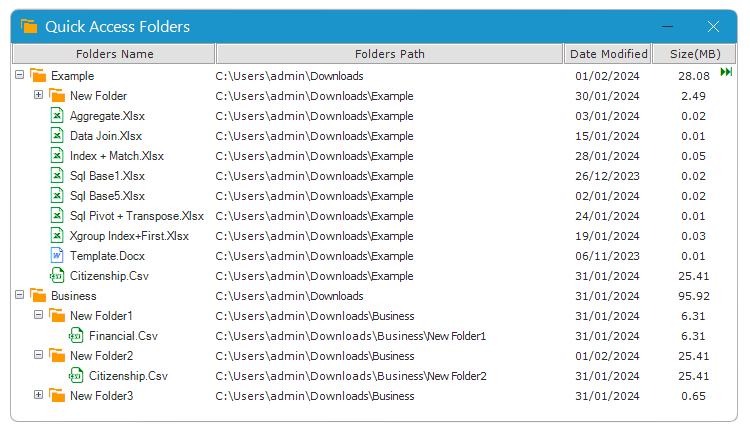 Quick Access Folders
Folders Name Folders Path Date Modified Size(MB)
Example C:\Users\admin\Downloads 01/02/2024 28.08
New Folder C:\Users\admin\Downloads\Example 30/01/2024 2.49
Aggregate.Xlsx C:\Users\admin\Downloads\Example 03/01/2024 0.02
Data Join.Xlsx C:\Users\admin\Downloads\Example 15/01/2024 0.01
Index + Match.Xlsx C:\Users\admin\Downloads\Example 28/01/2024 0.05
Sql Base1.Xlsx C:\Users\admin\Downloads\Example 26/12/2023 0.02
Sql Base5.Xlsx C:\Users\admin\Downloads\Example 02/01/2024 0.02
Sql Pivot + Transpose.Xlsx C:\Users\admin\Downloads\Example 24/01/2024 0.01
Xgroup Index+First.Xlsx C:\Users\admin\Downloads\Example 19/01/2024 0.03
Template.Docx C:\Users\admin\Downloads\Example 06/11/2023 0.01
Citizenship.Csv C:\Users\admin\Downloads\Example 31/01/2024 25.41
Business C:\Users\admin\Downloads 31/01/2024 95.92
New Folder1 C:\Users\admin\Downloads\Business 31/01/2024 6.31
Financial.Csv C:\Users\admin\Downloads\Business\New Folder1 31/01/2024 6.31
New Folder2 C:\Users\admin\Downloads\Business 01/02/2024 25.41
Citizenship.Csv C:\Users\admin\Downloads\Business\New Folder2 31/01/2024 25.41
New Folder3 C:\Users\admin\Downloads\Business 31/01/2024 0.65